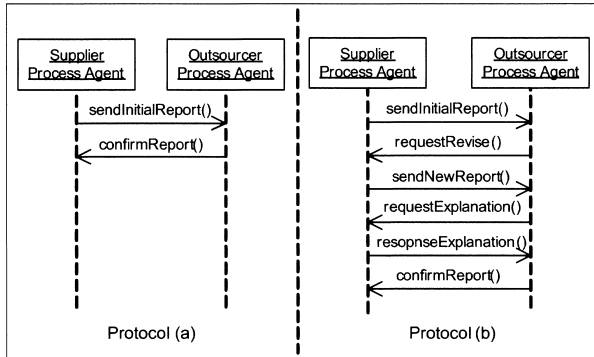 Supplier
Process Agent
Outsourcer
Process Agent
sendInitialReport()
confirmReport()
Protocol (a)
Supplier
Process Agent
Outsourcer
Process Agent
sendInitialReport()
requestRevise()
sendNewReport()
requestExplanation()
resopnseExplanation()
confirmReport()
Protocol (b)